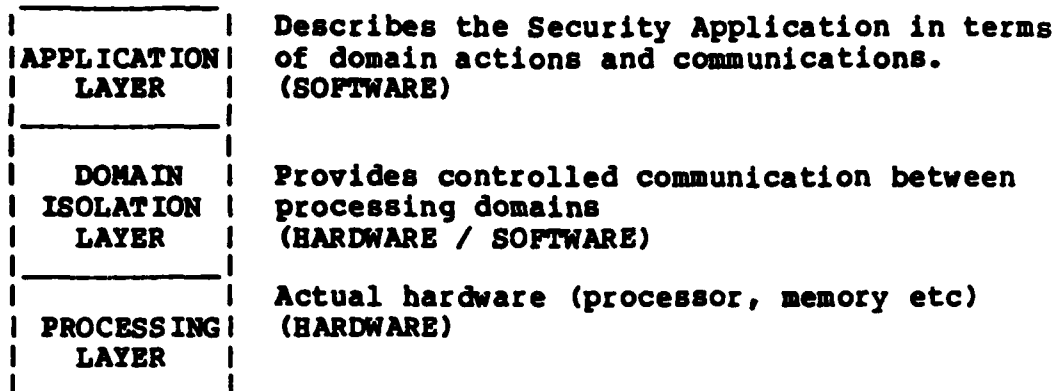 Describes the Security Application in terms
APPLICATION of domain actions and communications.
LAYER (SOFTWARE)
DOMAIN Provides controlled communication between
ISOLATION processing domains
LAYER (HARDWARE / SOFTWARE)
Actual hardware (processor, memory etc)
PROCESSING (HARDWARE)
LAYER